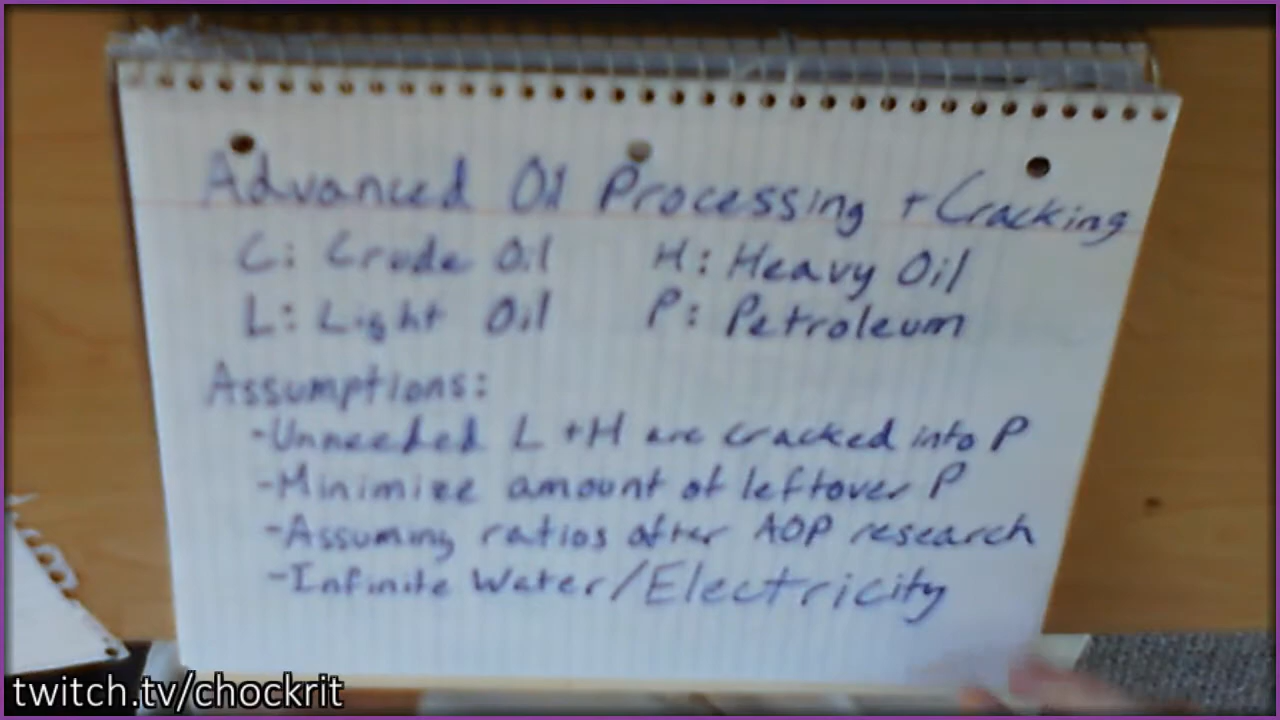 Advanced Oil Processing + Cracking
C: Crude Oil H: Heavy Oil
L: Light Oil P: Petroleum
Assumptions:
-Unneeded L + H are cracked into P
-Minimize amount of leftover P
-Assuming ratios after AOP research
-Infinite Water/Electricity
twitch.tv/chockrit